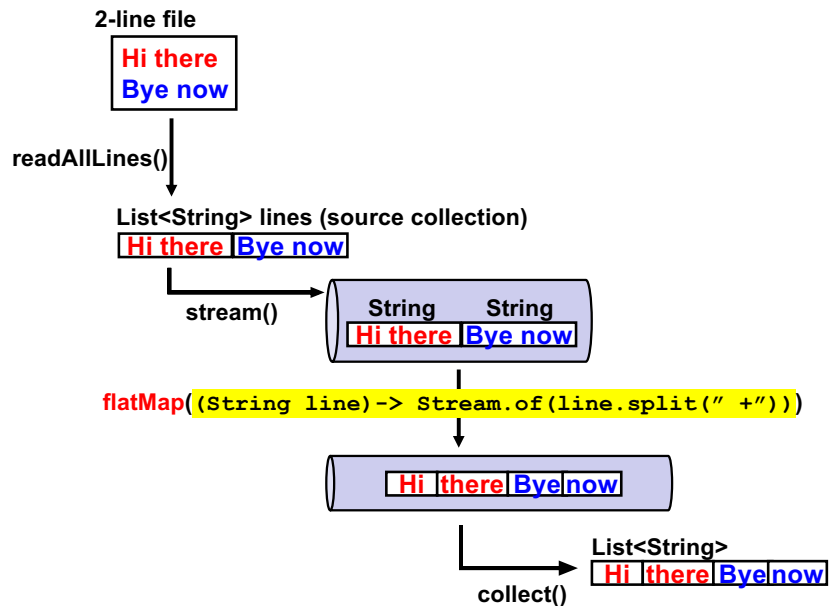 2-line file
Hi there
Bye now
readAllLines()
List<String> lines (source collection)
Hi there Bye now
stream()
String String
Hi there Bye now
flatMap((String line)-> Stream.of(line.split(″ +″)))
Hi there Bye now
List<String>
Hi there Bye now
collect()